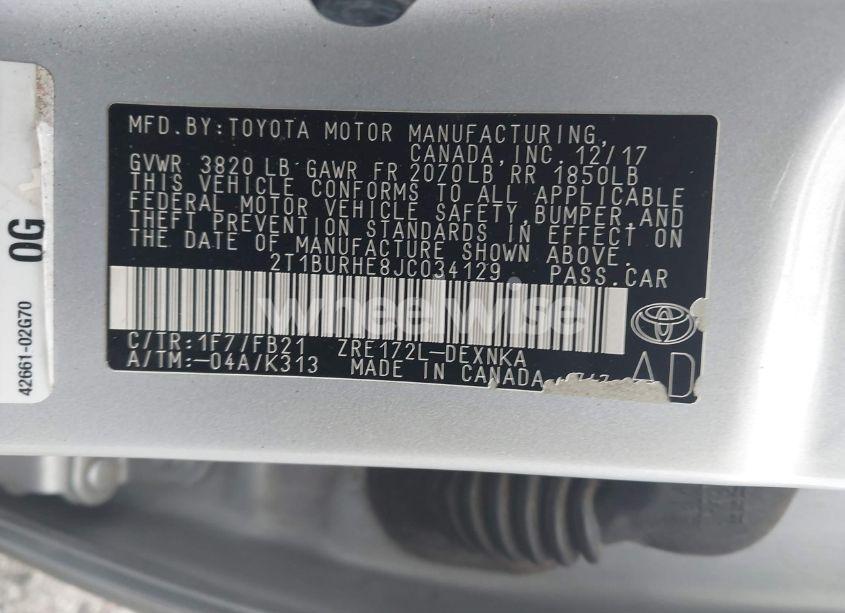 MFD.BY:TOYOTA MOTOR MANUFACTURING,
CANADA,INC. 12/17
GVWR 3820 LB GAWR FR 2070LB RR 1850LB
THIS VEHICLE CONFORMS TO ALL APPLICABLE
FEDERAL MOTOR VEHICLE SAFETY,BUMPER,AND
THEFT PREVENTION STANDARDS IN EFFECT ON
THE DATE OF MANUFACTURE SHOWN ABOVE.
2T1BURHE8JC034129 PASS.CAR
wheelwise
C/TR:1F7/FB21 ZRE172L-DEXNKA
A/TM:-04A/K313 MADE IN CANADA
AD
0G
42661-02G70